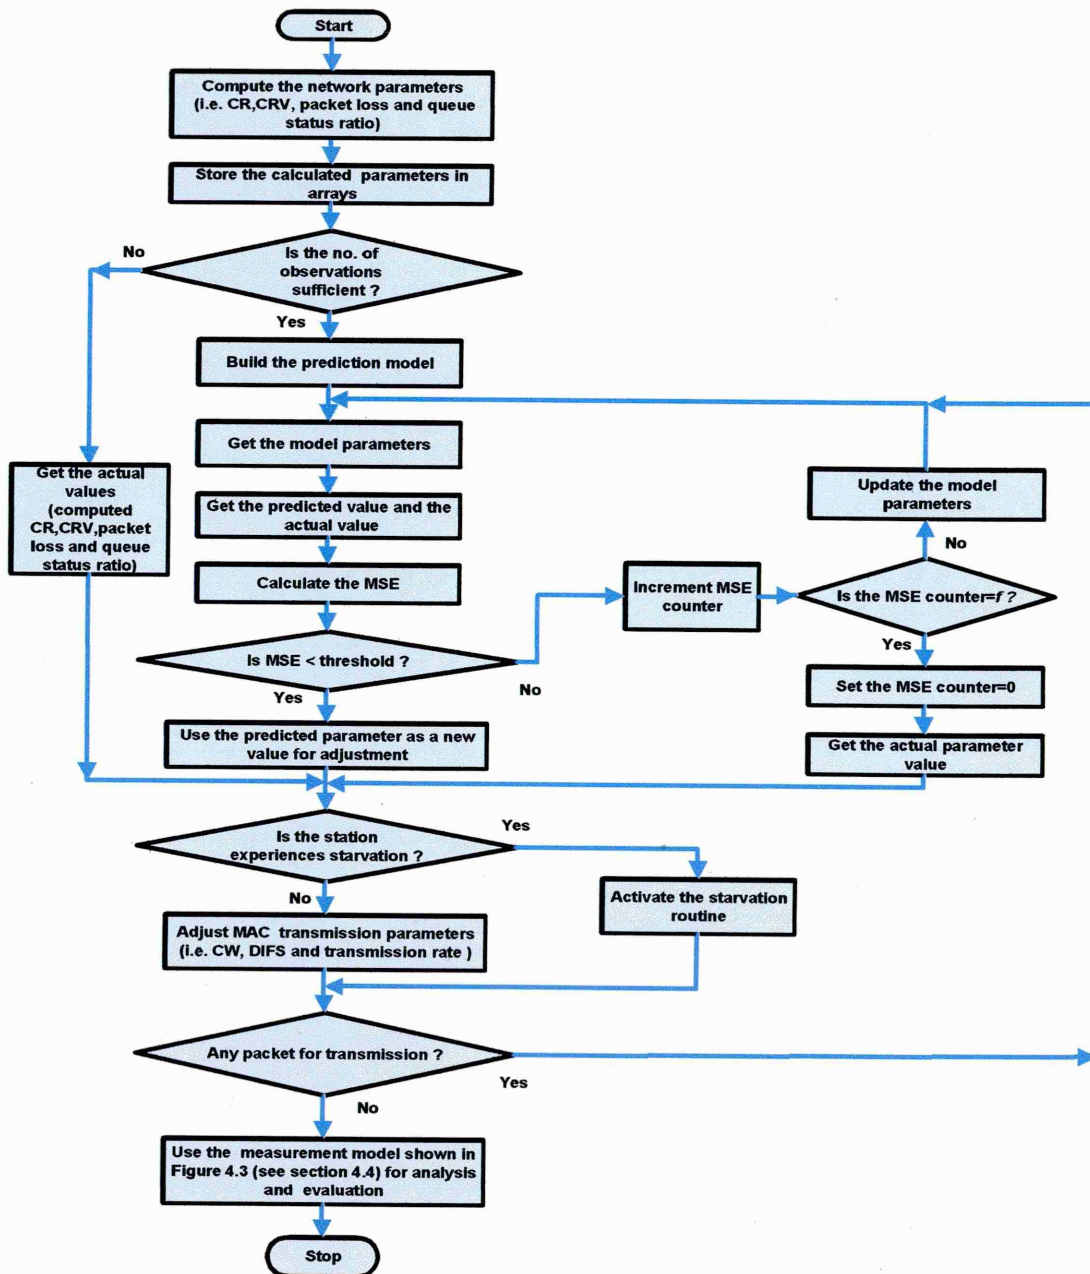 Start
Compute the network parameters
(i.e. CR,CRV, packet loss and queue
status ratio)
Store the calculated parameters in
arrays
No
Is the no. of
observations
sufficient ?
Yes
Build the prediction model
Get the model parameters
Get the actual
values
(computed
CR,CRV,packet
loss and queue
status ratio)
Update the model
parameters
Get the predicted value and the
actual value
No
Calculate the MSE
Increment MSE
counter
Is the MSE counter=f ?
Yes
Is MSE < threshold ?
No
Yes
Set the MSE counter=0
Use the predicted parameter as a new
value for adjustment
Get the actual parameter
value
Is the station
experiences starvation ?
Yes
No
Activate the starvation
routine
Adjust MAC transmission parameters
(i.e. CW, DIFS and transmission rate )
Any packet for transmission ?
Yes
No
Use the measurement model shown in
Figure 4.3 (see section 4.4) for analysis
and evaluation
Stop